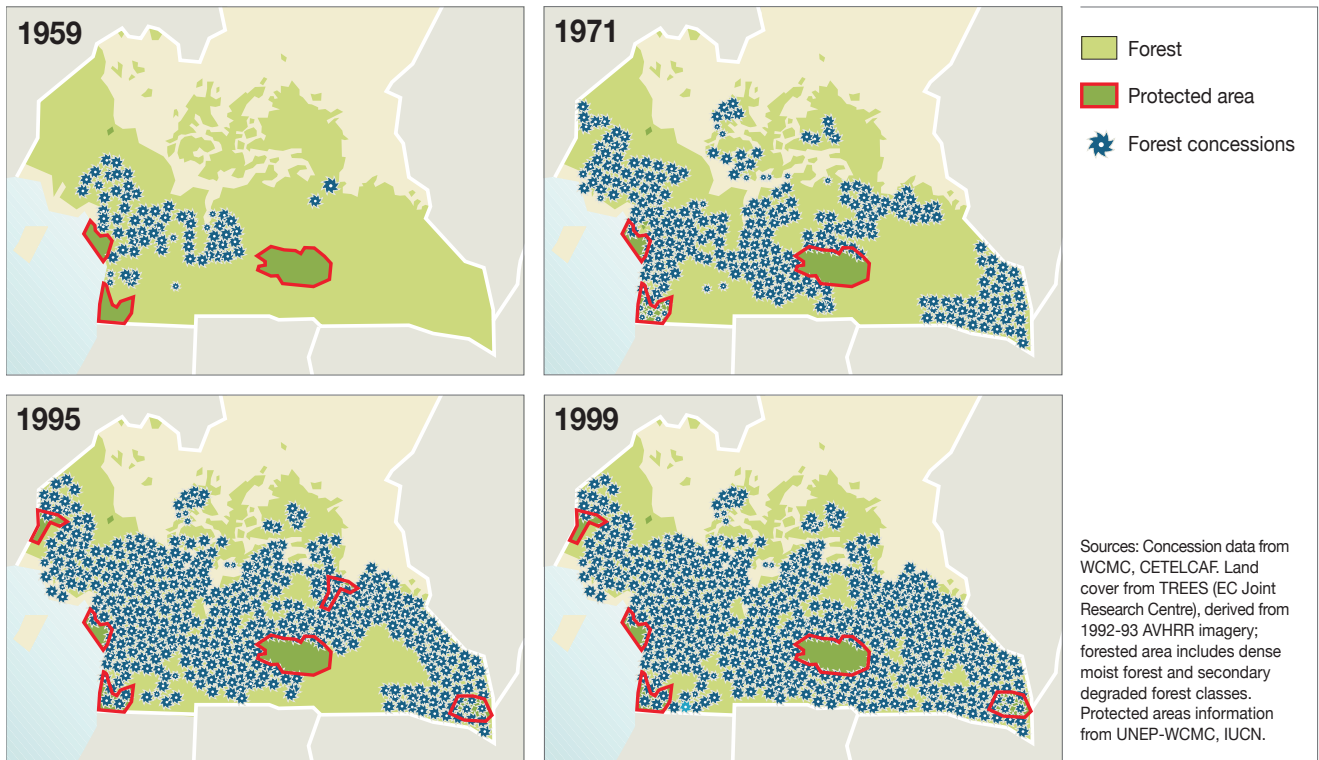 1959
1971
Forest
Protected area
Forest concessions
1995
1999
Sources: Concession data from
WCMC, CETELCAF. Land
cover from TREES (EC Joint
Research Centre), derived from
1992-93 AVHRR imagery;
forested area includes dense
moist forest and secondary
degraded forest classes.
Protected areas information
from UNEP-WCMC, IUCN.